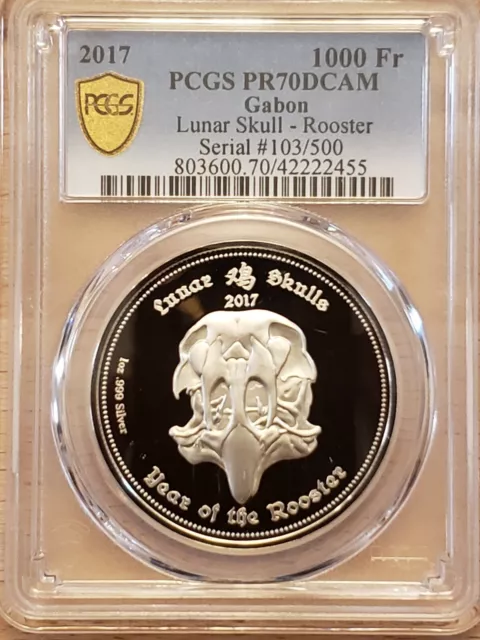 2017 1000 Fr
PCGS PR70DCAM
Gabon
Lunar Skull - Rooster
Serial #103/500
803600.70/42222455
PCGS
Lunar 鸡 Skulls
2017
1oz .999 Silver
Year of the Rooster